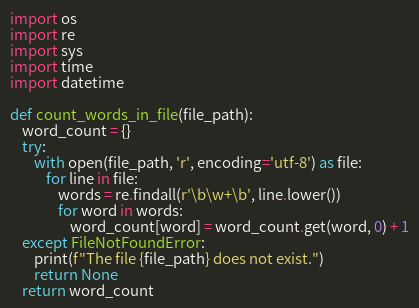 import os
import re
import sys
import time
import datetime

def count_words_in_file(file_path):
    word_count = {}
    try:
        with open(file_path, 'r', encoding='utf-8') as file:
            for line in file:
                words = re.findall(r'\b\w+\b', line.lower())
                for word in words:
                    word_count[word] = word_count.get(word, 0) + 1
    except FileNotFoundError:
        print(f"The file {file_path} does not exist.")
        return None
    return word_count